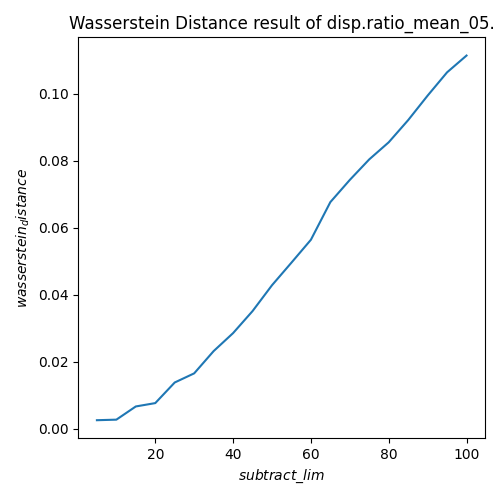 Wasserstein Distance result of disp.ratio_mean_05.
0.10
0.08
0.06
0.04
0.02
0.00
wasserstein_distance
20 40 60 80 100
subtract_lim